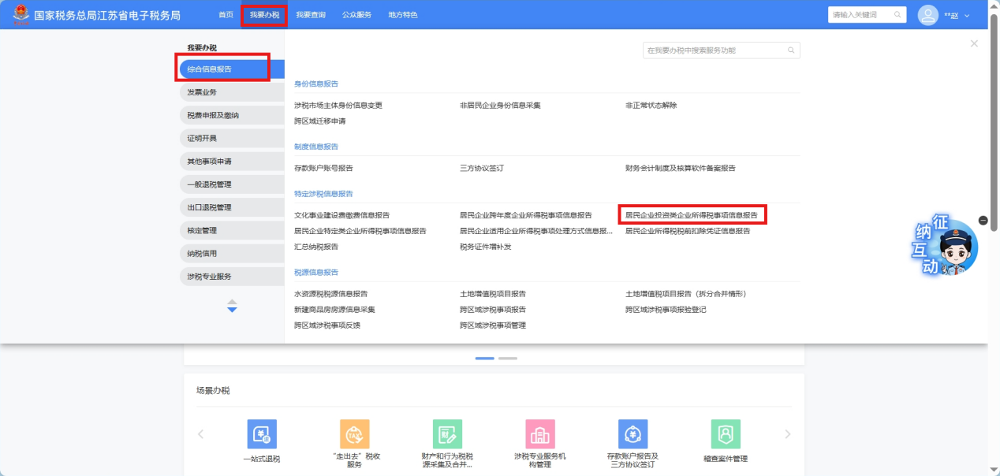 国家税务总局江苏省电子税务局
首页 我要办税 我要查询 公众服务 地方特色
请输入关键词
**赵
我要办税
综合信息报告
发票业务
税费申报及缴纳
证明开具
其他事项申请
一般退税管理
出口退税管理
核定管理
纳税信用
涉税专业服务
在我要办税中搜索服务功能
身份信息报告
涉税市场主体身份信息变更 非居民企业身份信息采集 非正常状态解除
跨区域迁移申请
制度信息报告
存款账户账号报告 三方协议签订 财务会计制度及核算软件备案报告
特定涉税信息报告
文化事业建设费缴费信息报告 居民企业跨年度企业所得税事项信息报告 居民企业投资类企业所得税事项信息报告
居民企业特定类企业所得税事项信息报告 居民企业适用企业所得税事项处理方式信息报... 居民企业所得税税前扣除凭证信息报告
汇总纳税报告 税务证件增补发
税源信息报告
水资源税税源信息报告 土地增值税项目报告 土地增值税项目报告（拆分合并情形）
新建商品房房源信息采集 跨区域涉税事项报告 跨区域涉税事项报验登记
跨区域涉税事项反馈 跨区域涉税事项管理
征纳互动
场景办税
一站式退税
“走出去”税收
服务
财产和行为税税
源采集及合并...
涉税专业服务机
构管理
存款账户报告及
三方协议签订
稽查案件管理